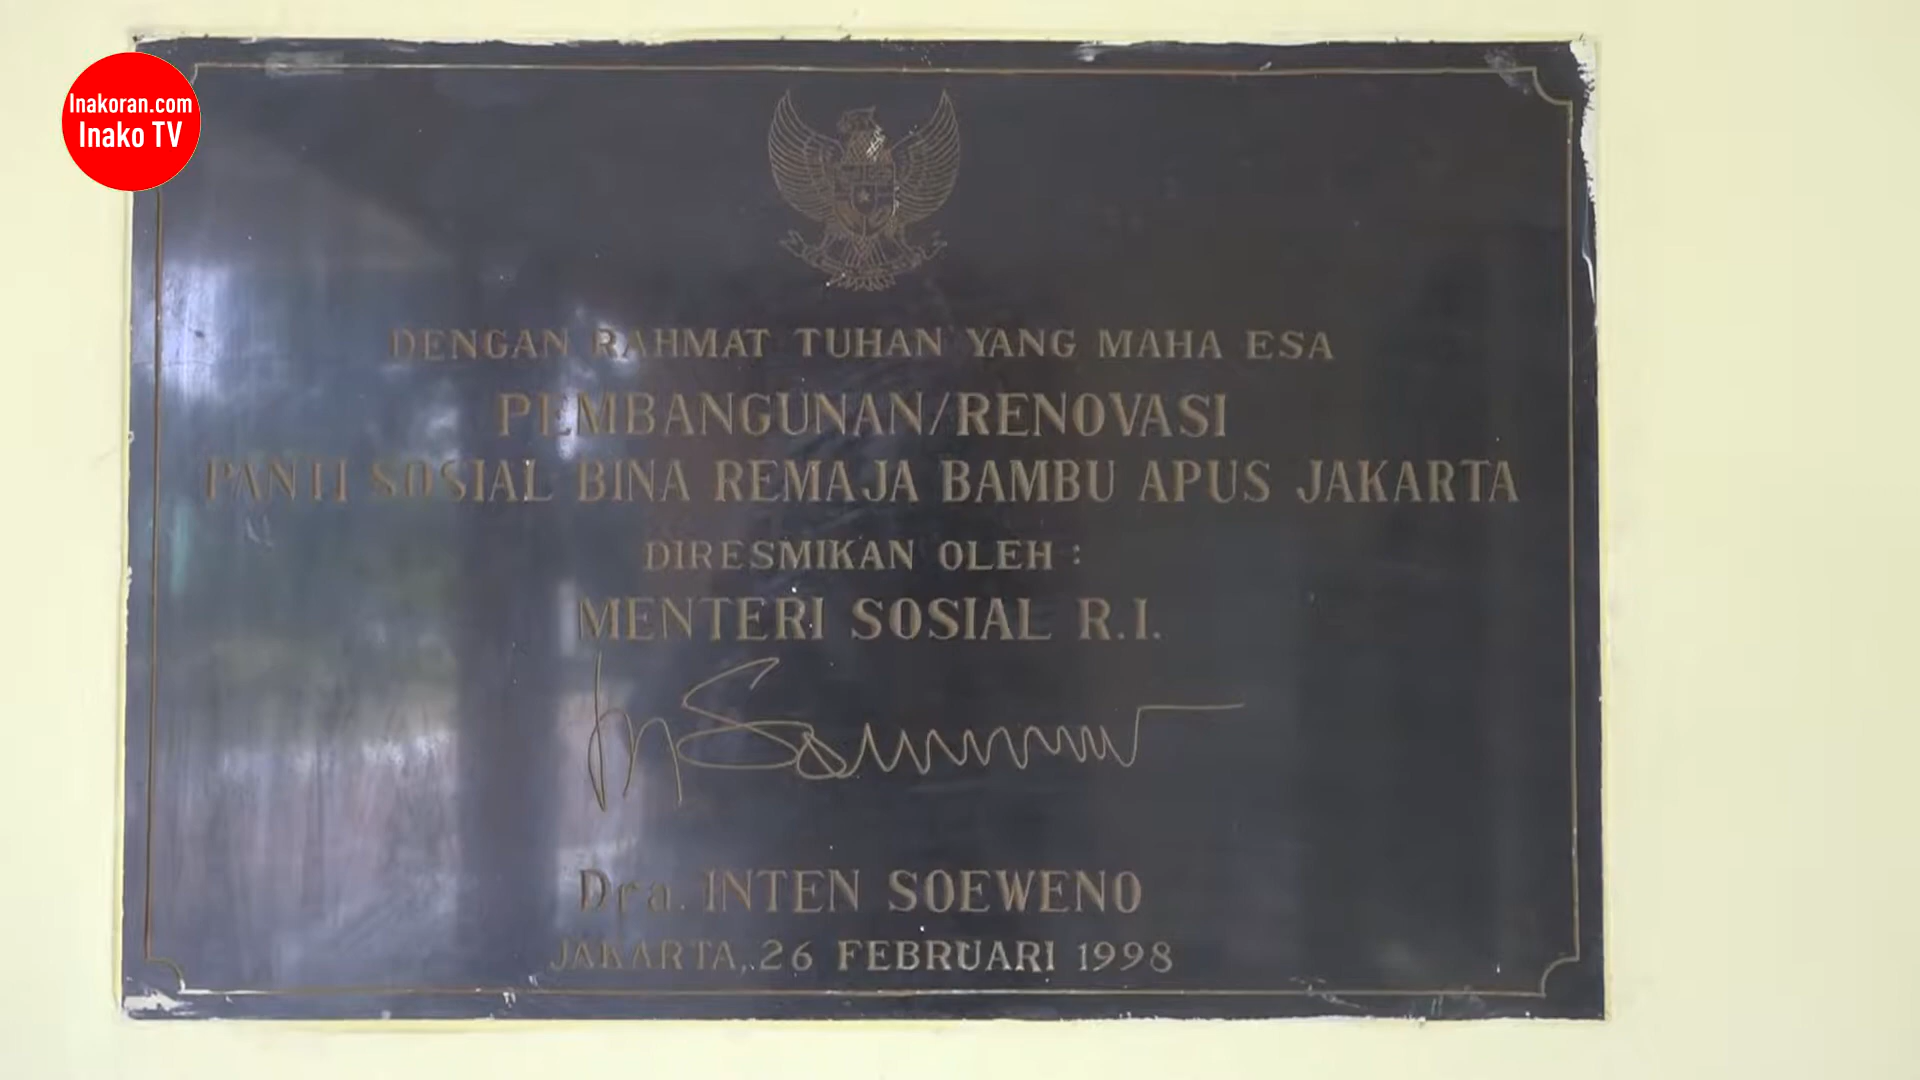 Inakoran.com
Inako TV
DENGAN RAHMAT TUHAN YANG MAHA ESA
PEMBANGUNAN/RENOVASI
PANTI SOSIAL BINA REMAJA BAMBU APUS JAKARTA
DIRESMIKAN OLEH :
MENTERI SOSIAL R.I.
Dra. INTEN SOEWENO
JAKARTA, 26 FEBRUARI 1998